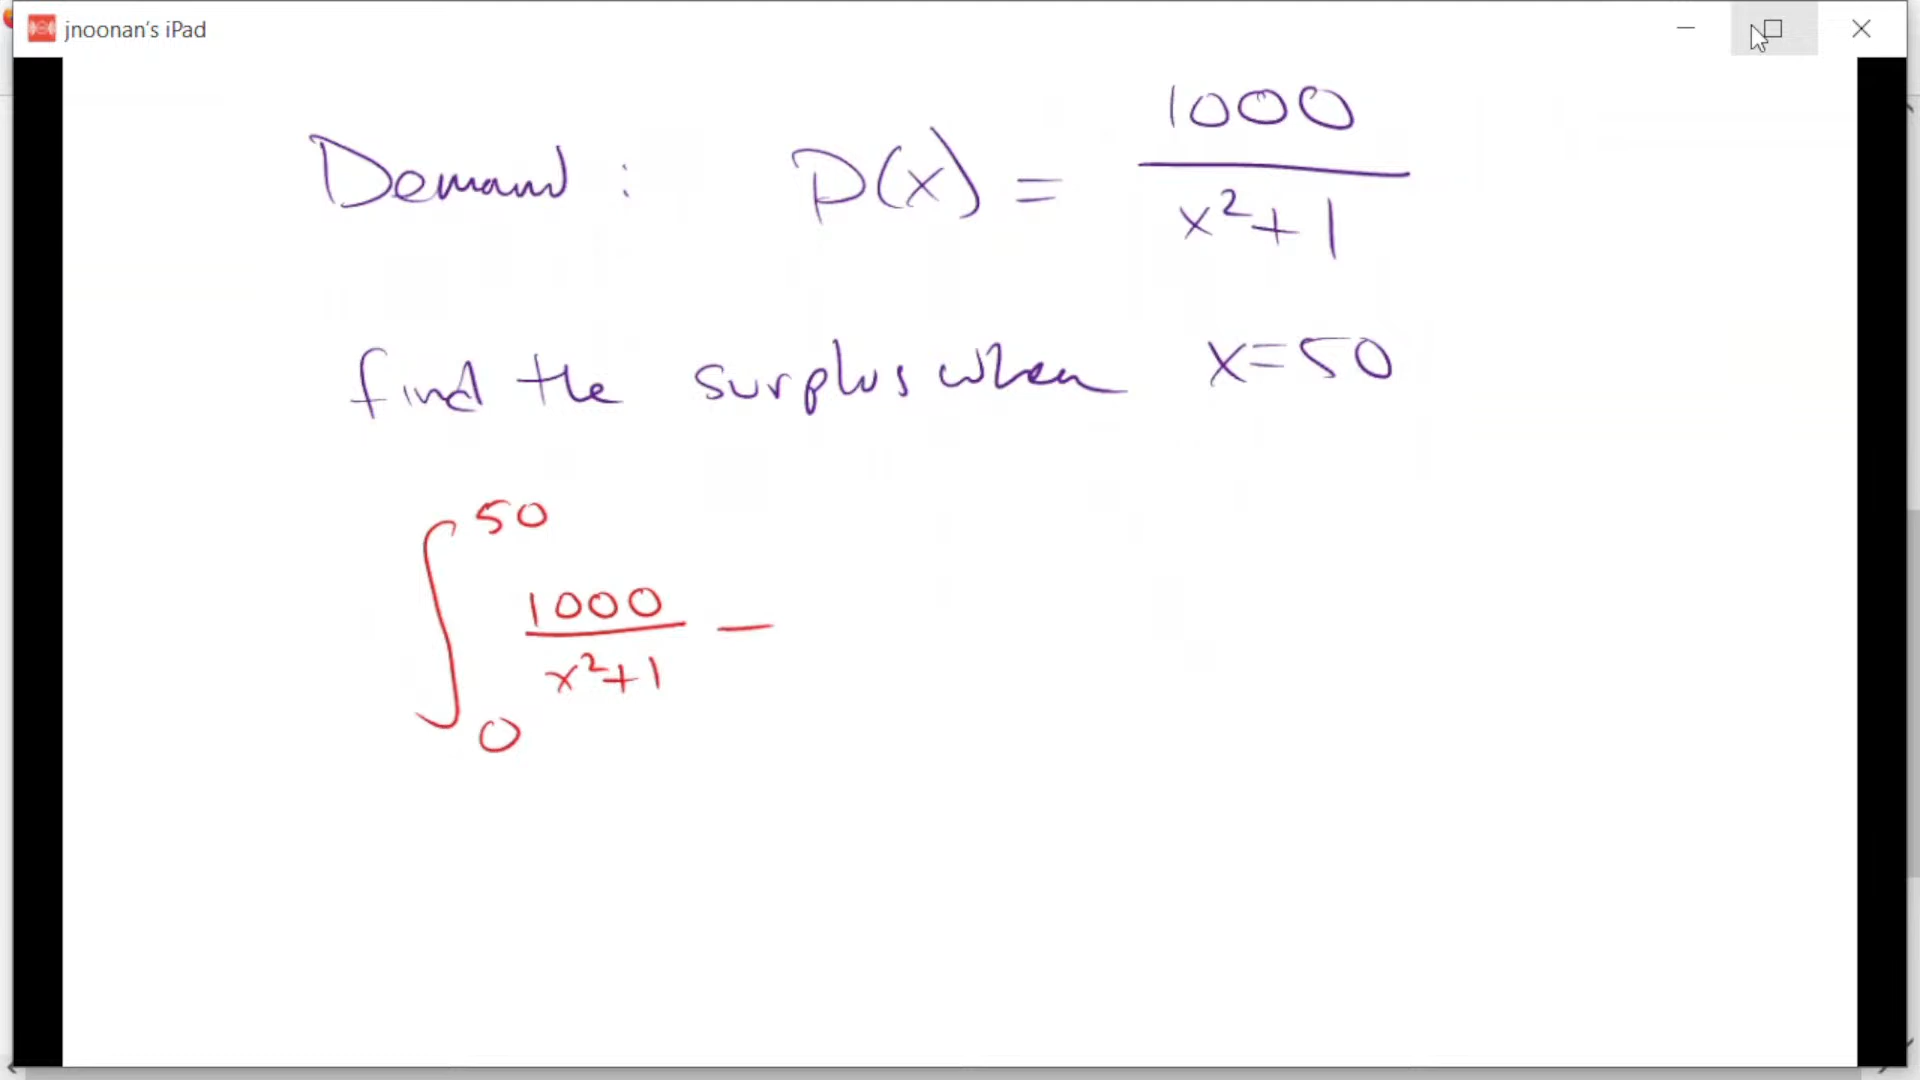 jnoonan's iPad
Demand : P(x) = 1000 / x²+1
find the surplus when x=50
∫₀⁵⁰ 1000 / x²+1 −